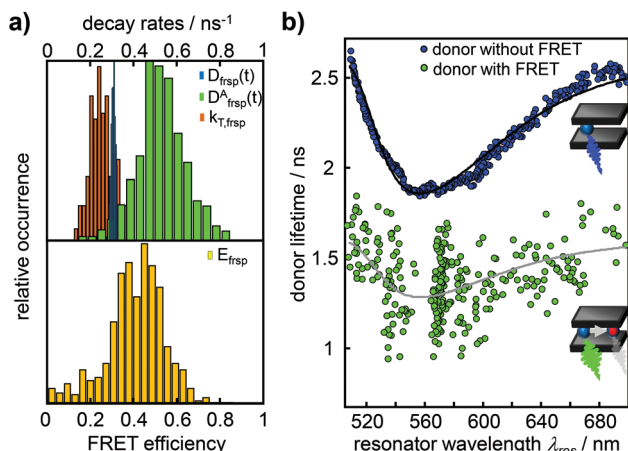 a)
decay rates / ns⁻¹
0 0.2 0.4 0.6 0.8 1
D_frsp(t)
D^A_frsp(t)
k_T,frsp
relative occurrence
E_frsp
0 0.2 0.4 0.6 0.8 1
FRET efficiency
b)
donor without FRET
donor with FRET
2.5
2
1.5
1
donor lifetime / ns
520 560 600 640 680
resonator wavelength λ_res / nm